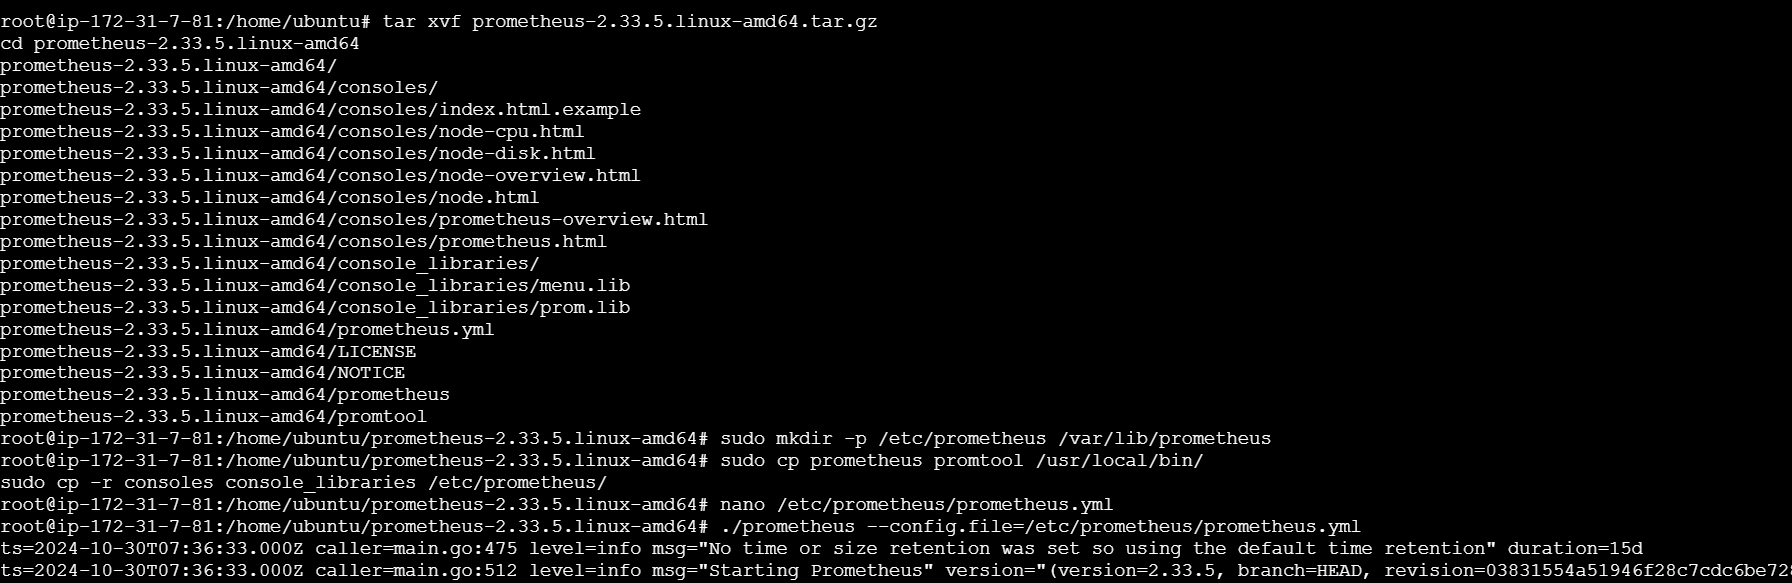 root@ip-172-31-7-81:/home/ubuntu# tar xvf prometheus-2.33.5.linux-amd64.tar.gz
cd prometheus-2.33.5.linux-amd64
prometheus-2.33.5.linux-amd64/
prometheus-2.33.5.linux-amd64/consoles/
prometheus-2.33.5.linux-amd64/consoles/index.html.example
prometheus-2.33.5.linux-amd64/consoles/node-cpu.html
prometheus-2.33.5.linux-amd64/consoles/node-disk.html
prometheus-2.33.5.linux-amd64/consoles/node-overview.html
prometheus-2.33.5.linux-amd64/consoles/node.html
prometheus-2.33.5.linux-amd64/consoles/prometheus-overview.html
prometheus-2.33.5.linux-amd64/consoles/prometheus.html
prometheus-2.33.5.linux-amd64/console_libraries/
prometheus-2.33.5.linux-amd64/console_libraries/menu.lib
prometheus-2.33.5.linux-amd64/console_libraries/prom.lib
prometheus-2.33.5.linux-amd64/prometheus.yml
prometheus-2.33.5.linux-amd64/LICENSE
prometheus-2.33.5.linux-amd64/NOTICE
prometheus-2.33.5.linux-amd64/prometheus
prometheus-2.33.5.linux-amd64/promtool
root@ip-172-31-7-81:/home/ubuntu/prometheus-2.33.5.linux-amd64# sudo mkdir -p /etc/prometheus /var/lib/prometheus
root@ip-172-31-7-81:/home/ubuntu/prometheus-2.33.5.linux-amd64# sudo cp prometheus promtool /usr/local/bin/
sudo cp -r consoles console_libraries /etc/prometheus/
root@ip-172-31-7-81:/home/ubuntu/prometheus-2.33.5.linux-amd64# nano /etc/prometheus/prometheus.yml
root@ip-172-31-7-81:/home/ubuntu/prometheus-2.33.5.linux-amd64# ./prometheus --config.file=/etc/prometheus/prometheus.yml
ts=2024-10-30T07:36:33.000Z caller=main.go:475 level=info msg="No time or size retention was set so using the default time retention" duration=15d
ts=2024-10-30T07:36:33.000Z caller=main.go:512 level=info msg="Starting Prometheus" version="(version=2.33.5, branch=HEAD, revision=03831554a51946f28c7cdc6be72